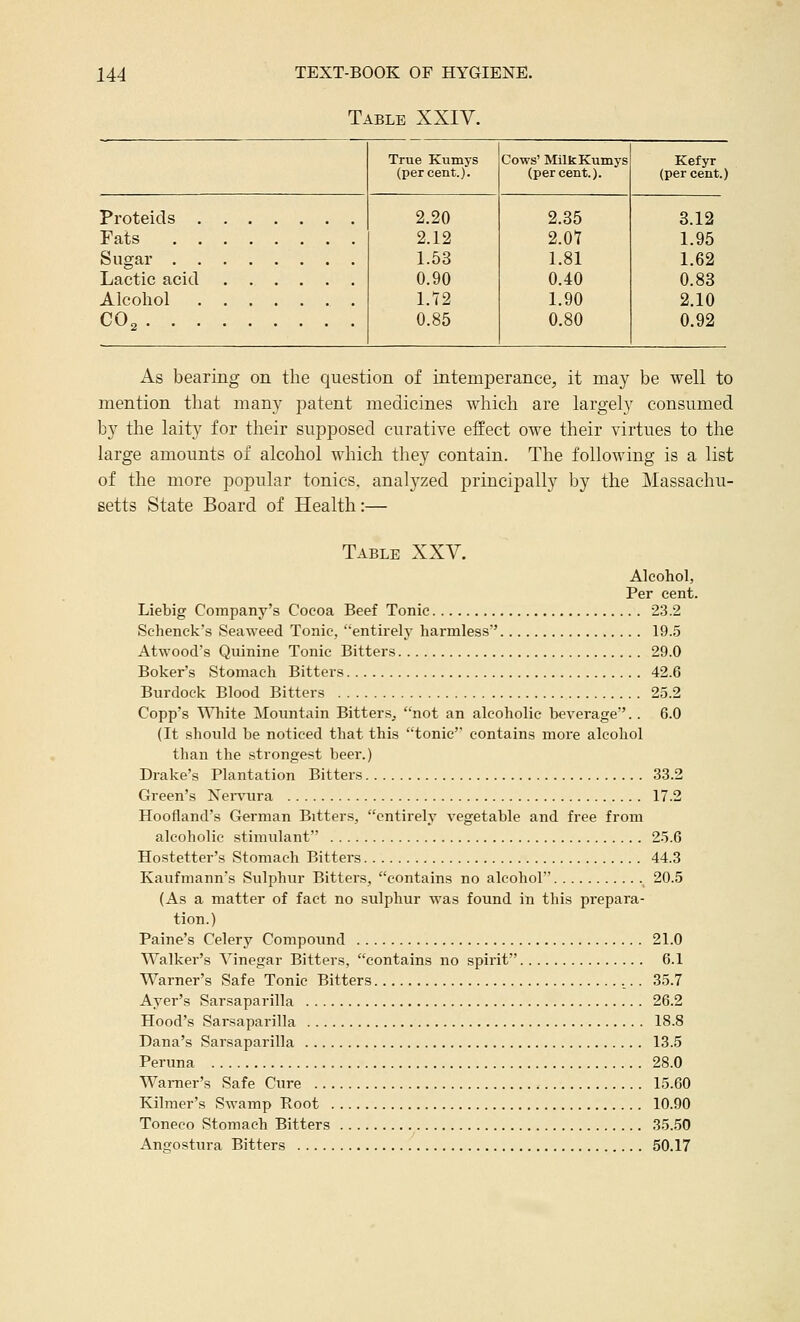 144 TEXT-BOOK OF HYGIENE.
Table XXIV.
True Kumys (per cent.). Cows' Milk Kumys (per cent.). Kefyr (per cent.)
Proteids . . . . . . . 2.20 2.35 3.12
Fats . . . . . . . . 2.12 2.07 1.95
Sugar . . . . . . . . 1.53 1.81 1.62
Lactic acid . . . . . . 0.90 0.40 0.83
Alcohol . . . . . . . 1.72 1.90 2.10
CO2 . . . . . . . . . 0.85 0.80 0.92
As bearing on the question of intemperance, it may be well to
mention that many patent medicines which are largely consumed
by the laity for their supposed curative effect owe their virtues to the
large amounts of alcohol which they contain. The following is a list
of the more popular tonics, analyzed principally by the Massachu-
setts State Board of Health:—
Table XXV.
Alcohol,
Per cent.
Liebig Company's Cocoa Beef Tonic........................ 23.2
Schenck's Seaweed Tonic, "entirely harmless"................ 19.5
Atwood's Quinine Tonic Bitters............................ 29.0
Boker's Stomach Bitters.................................. 42.6
Burdock Blood Bitters ................................... 25.2
Copp's White Mountain Bitters, "not an alcoholic beverage".. 6.0
(It should be noticed that this "tonic" contains more alcohol
than the strongest beer.)
Drake's Plantation Bitters................................ 33.2
Green's Nervura ......................................... 17.2
Hoofland's German Bitters, "entirely vegetable and free from
alcoholic stimulant" .................................... 25.6
Hostetter's Stomach Bitters............................... 44.3
Kaufmann's Sulphur Bitters, "contains no alcohol"........... 20.5
(As a matter of fact no sulphur was found in this prepara-
tion.)
Paine's Celery Compound ................................. 21.0
Walker's Vinegar Bitters, "contains no spirit"............... 6.1
Warner's Safe Tonic Bitters............................... 35.7
Ayer's Sarsaparilla ....................................... 26.2
Hood's Sarsaparilla ...................................... 18.8
Dana's Sarsaparilla ...................................... 13.5
Peruna .................................................. 28.0
Warner's Safe Cure ...................................... 15.60
Kilmer's Swamp Root .................................... 10.90
Toneco Stomach Bitters .................................. 35.50
Angostura Bitters ........................................ 50.17